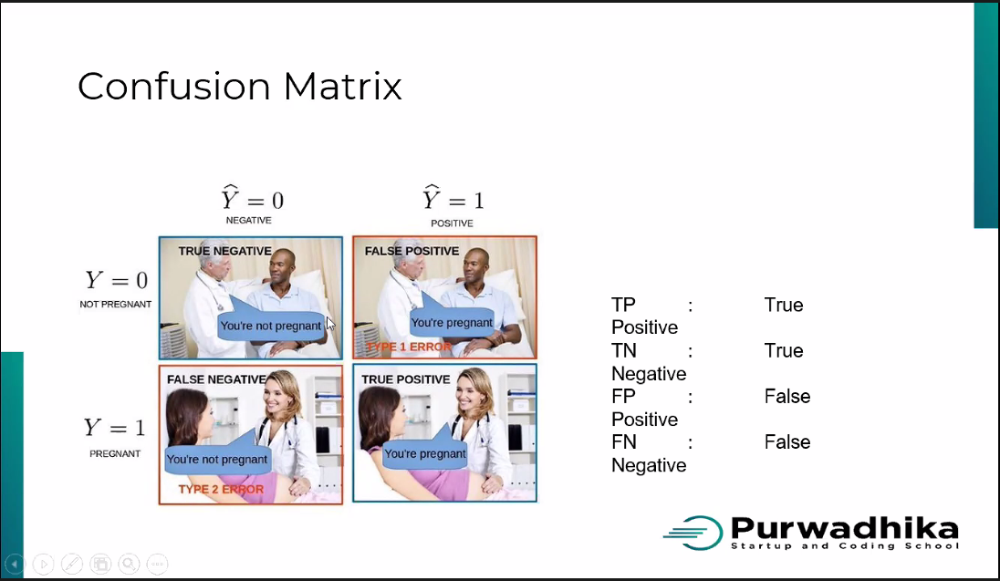 Confusion Matrix
Ŷ = 0
NEGATIVE
Ŷ = 1
POSITIVE
Y = 0
NOT PREGNANT
TRUE NEGATIVE
You're not pregnant
FALSE POSITIVE
You're pregnant
TYPE 1 ERROR
Y = 1
PREGNANT
FALSE NEGATIVE
You're not pregnant
TYPE 2 ERROR
TRUE POSITIVE
You're pregnant
TP : True
Positive
TN : True
Negative
FP : False
Positive
FN : False
Negative
Purwadhika
Startup and Coding School